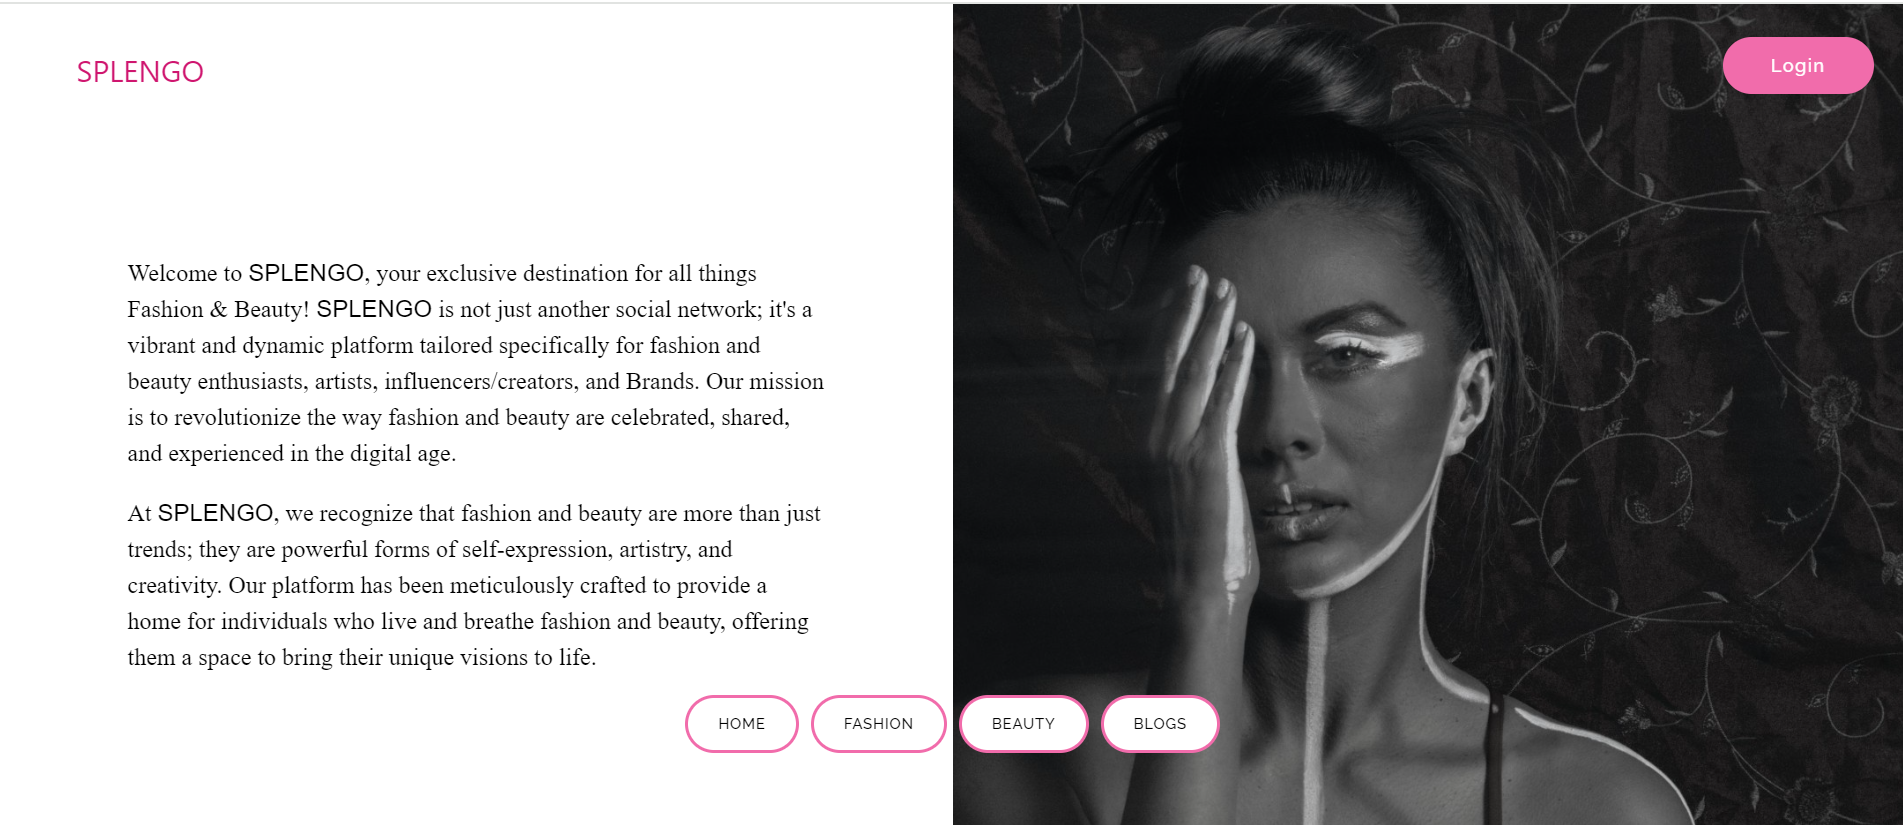 SPLENGO
Login
Welcome to SPLENGO, your exclusive destination for all things
Fashion & Beauty! SPLENGO is not just another social network; it's a
vibrant and dynamic platform tailored specifically for fashion and
beauty enthusiasts, artists, influencers/creators, and Brands. Our mission
is to revolutionize the way fashion and beauty are celebrated, shared,
and experienced in the digital age.
At SPLENGO, we recognize that fashion and beauty are more than just
trends; they are powerful forms of self-expression, artistry, and
creativity. Our platform has been meticulously crafted to provide a
home for individuals who live and breathe fashion and beauty, offering
them a space to bring their unique visions to life.
HOME FASHION BEAUTY BLOGS